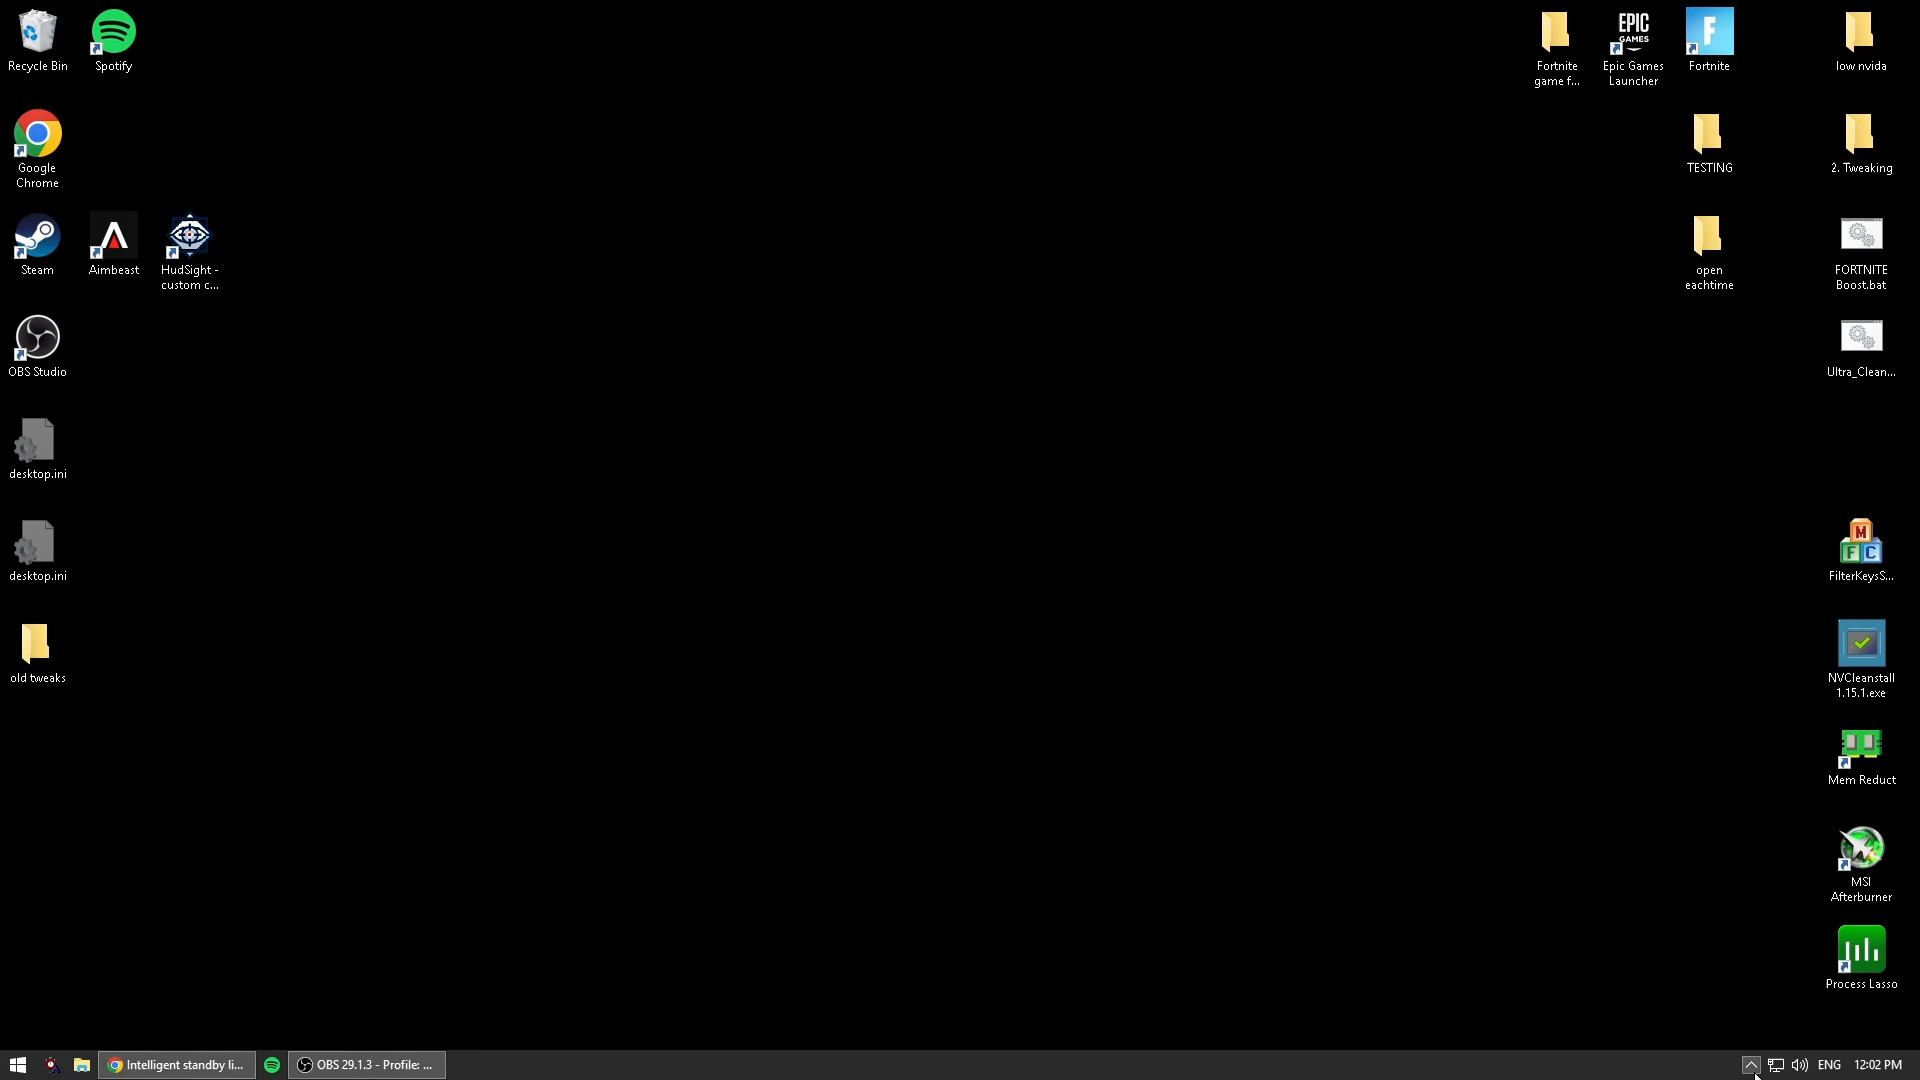 Recycle Bin
Spotify
Google
Chrome
Steam
Aimbeast
HudSight -
custom c...
OBS Studio
desktop.ini
desktop.ini
old tweaks
Fortnite
game f...
EPIC
GAMES
Epic Games
Launcher
F
Fortnite
low nvida
TESTING
2. Tweaking
open
eachtime
FORTNITE
Boost.bat
Ultra_Clean...
M
F C
FilterKeysS...
NVCleanstall
1.15.1.exe
Mem Reduct
MSI
Afterburner
Process Lasso
Intelligent standby li...
OBS 29.1.3 - Profile: ...
ENG
12:02 PM